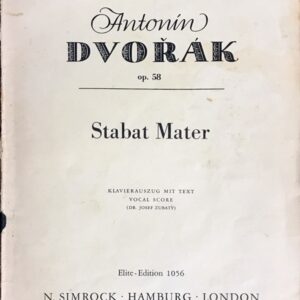 Antonín
DVOŘÁK
op. 58
Stabat Mater
KLAVIERAUSZUG MIT TEXT
VOCAL SCORE
(DR. JOSEF ZUBATÝ)
Elite-Edition 1056
N. SIMROCK · HAMBURG · LONDON